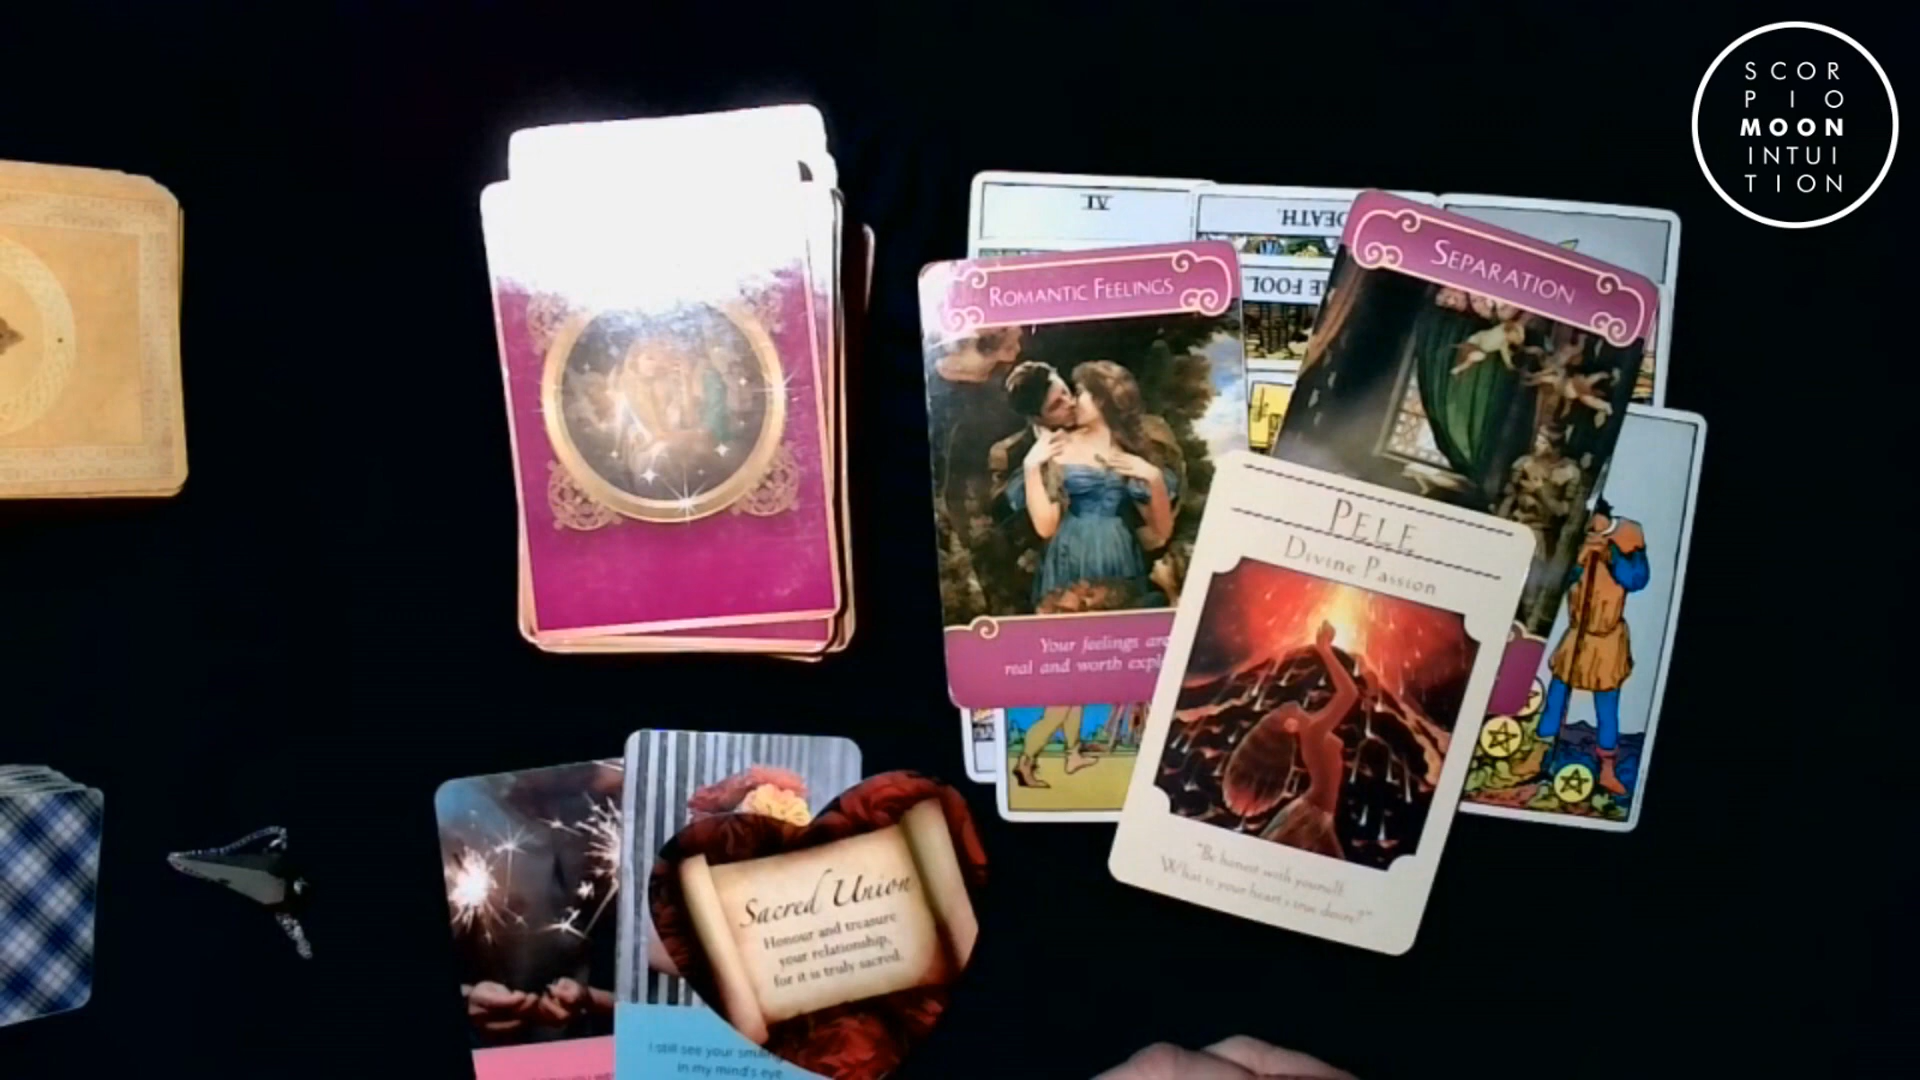 SCOR
PIO
MOON
INTUI
TION
VI
DEATH.
E FOOL.
ROMANTIC FEELINGS
SEPARATION
Your feelings are
real and worth expl
PELE
Divine Passion
"Be honest with yourself.
What is your heart's true desire?"
Sacred Union
Honour and treasure
your relationship,
for it is truly sacred.
I still see your smiling
in my mind's eye